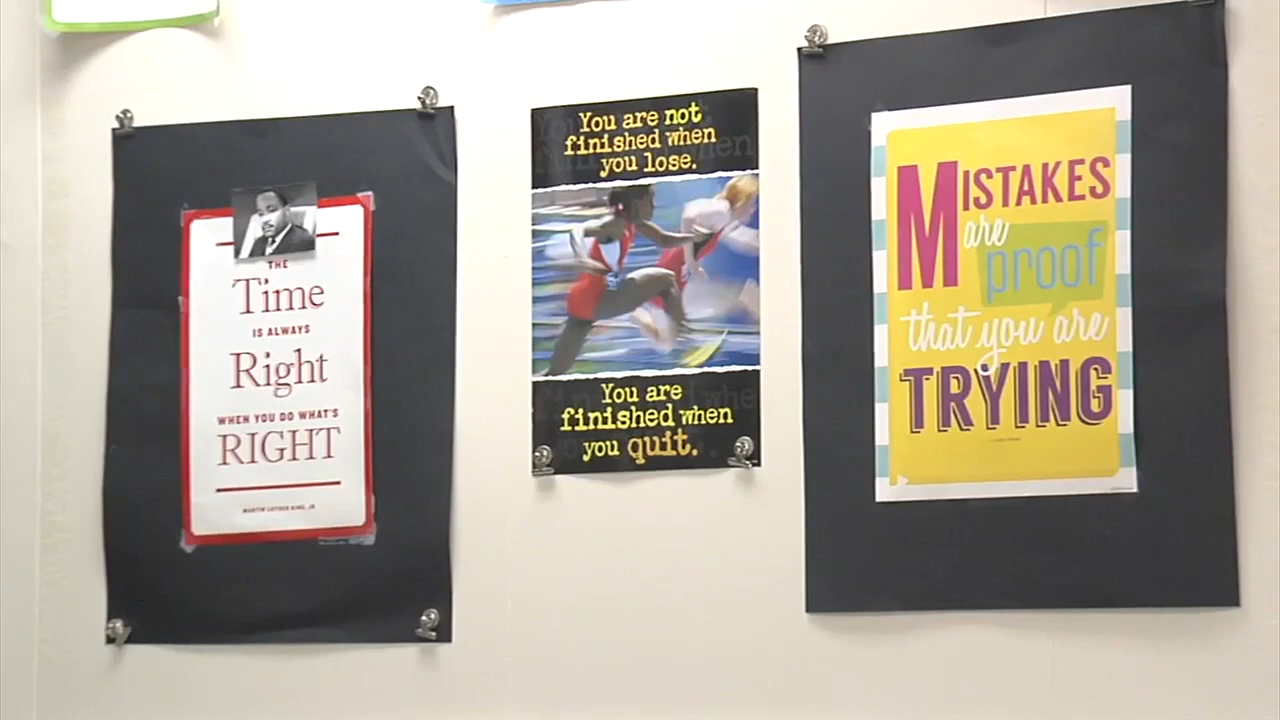 THE
Time
IS ALWAYS
Right
WHEN YOU DO WHAT'S
RIGHT
MARTIN LUTHER KING, JR
You are not
finished when
you lose.
You are
finished when
you quit.
MISTAKES
are
proof
that you are
TRYING